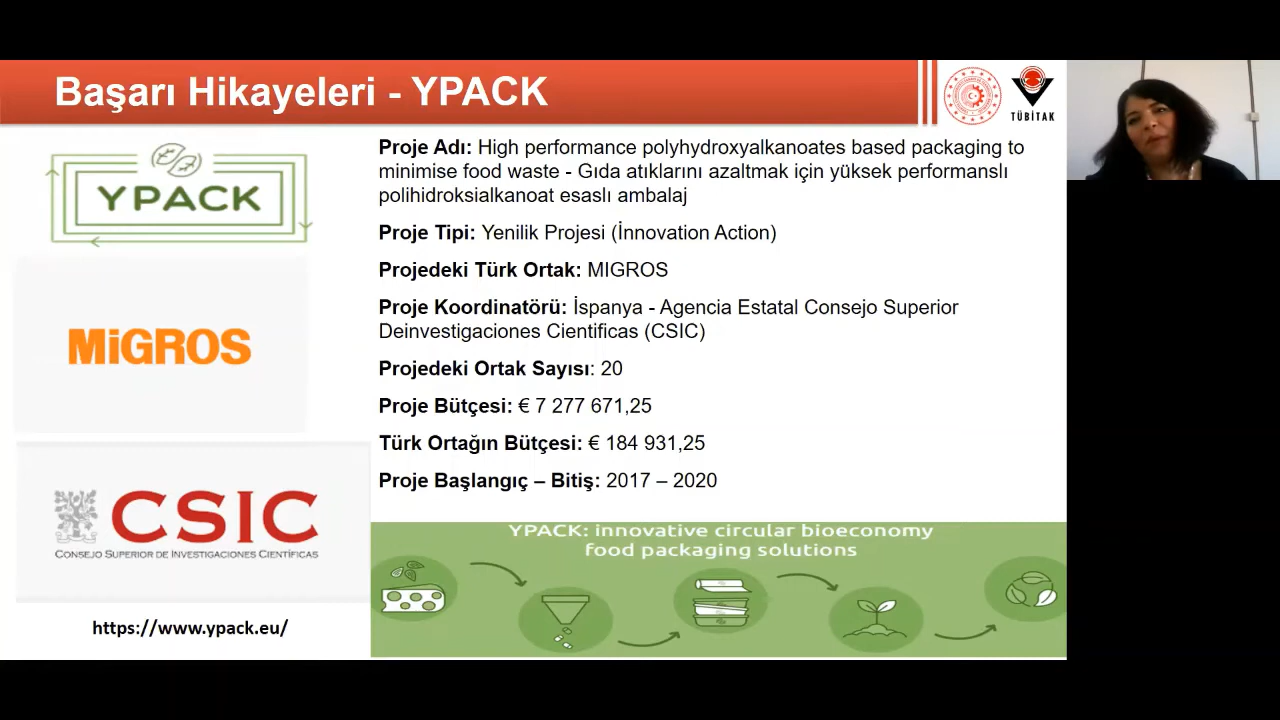 Başarı Hikayeleri - YPACK
TÜBİTAK
YPACK
MiGROS
CSIC
CONSEJO SUPERIOR DE INVESTIGACIONES CIENTÍFICAS
https://www.ypack.eu/
Proje Adı: High performance polyhydroxyalkanoates based packaging to
minimise food waste - Gıda atıklarını azaltmak için yüksek performanslı
polihidroksialkanoat esaslı ambalaj
Proje Tipi: Yenilik Projesi (İnnovation Action)
Projedeki Türk Ortak: MIGROS
Proje Koordinatörü: İspanya - Agencia Estatal Consejo Superior
Deinvestigaciones Cientificas (CSIC)
Projedeki Ortak Sayısı: 20
Proje Bütçesi: € 7 277 671,25
Türk Ortağın Bütçesi: € 184 931,25
Proje Başlangıç – Bitiş: 2017 – 2020
YPACK: innovative circular bioeconomy
food packaging solutions